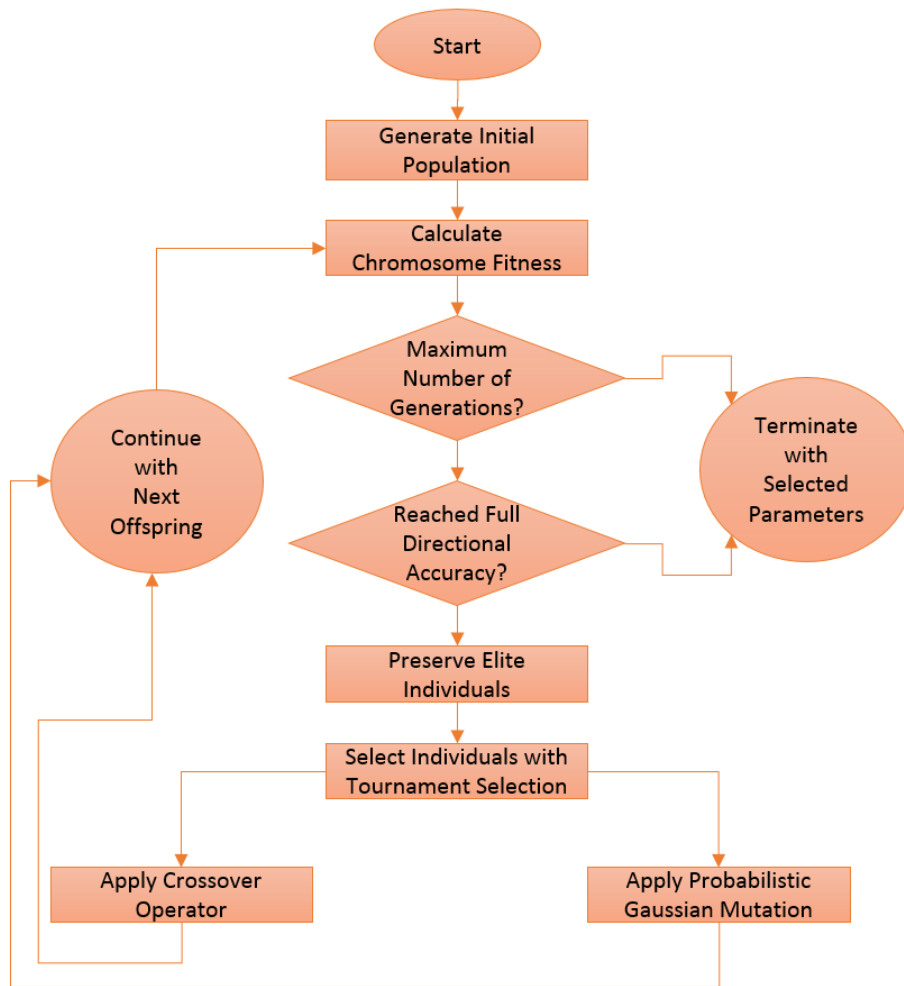 Start
Generate Initial
Population
Calculate
Chromosome Fitness
Maximum
Number of
Generations?
Terminate
with
Selected
Parameters
Continue
with
Next
Offspring
Reached Full
Directional
Accuracy?
Preserve Elite
Individuals
Select Individuals with
Tournament Selection
Apply Crossover
Operator
Apply Probabilistic
Gaussian Mutation